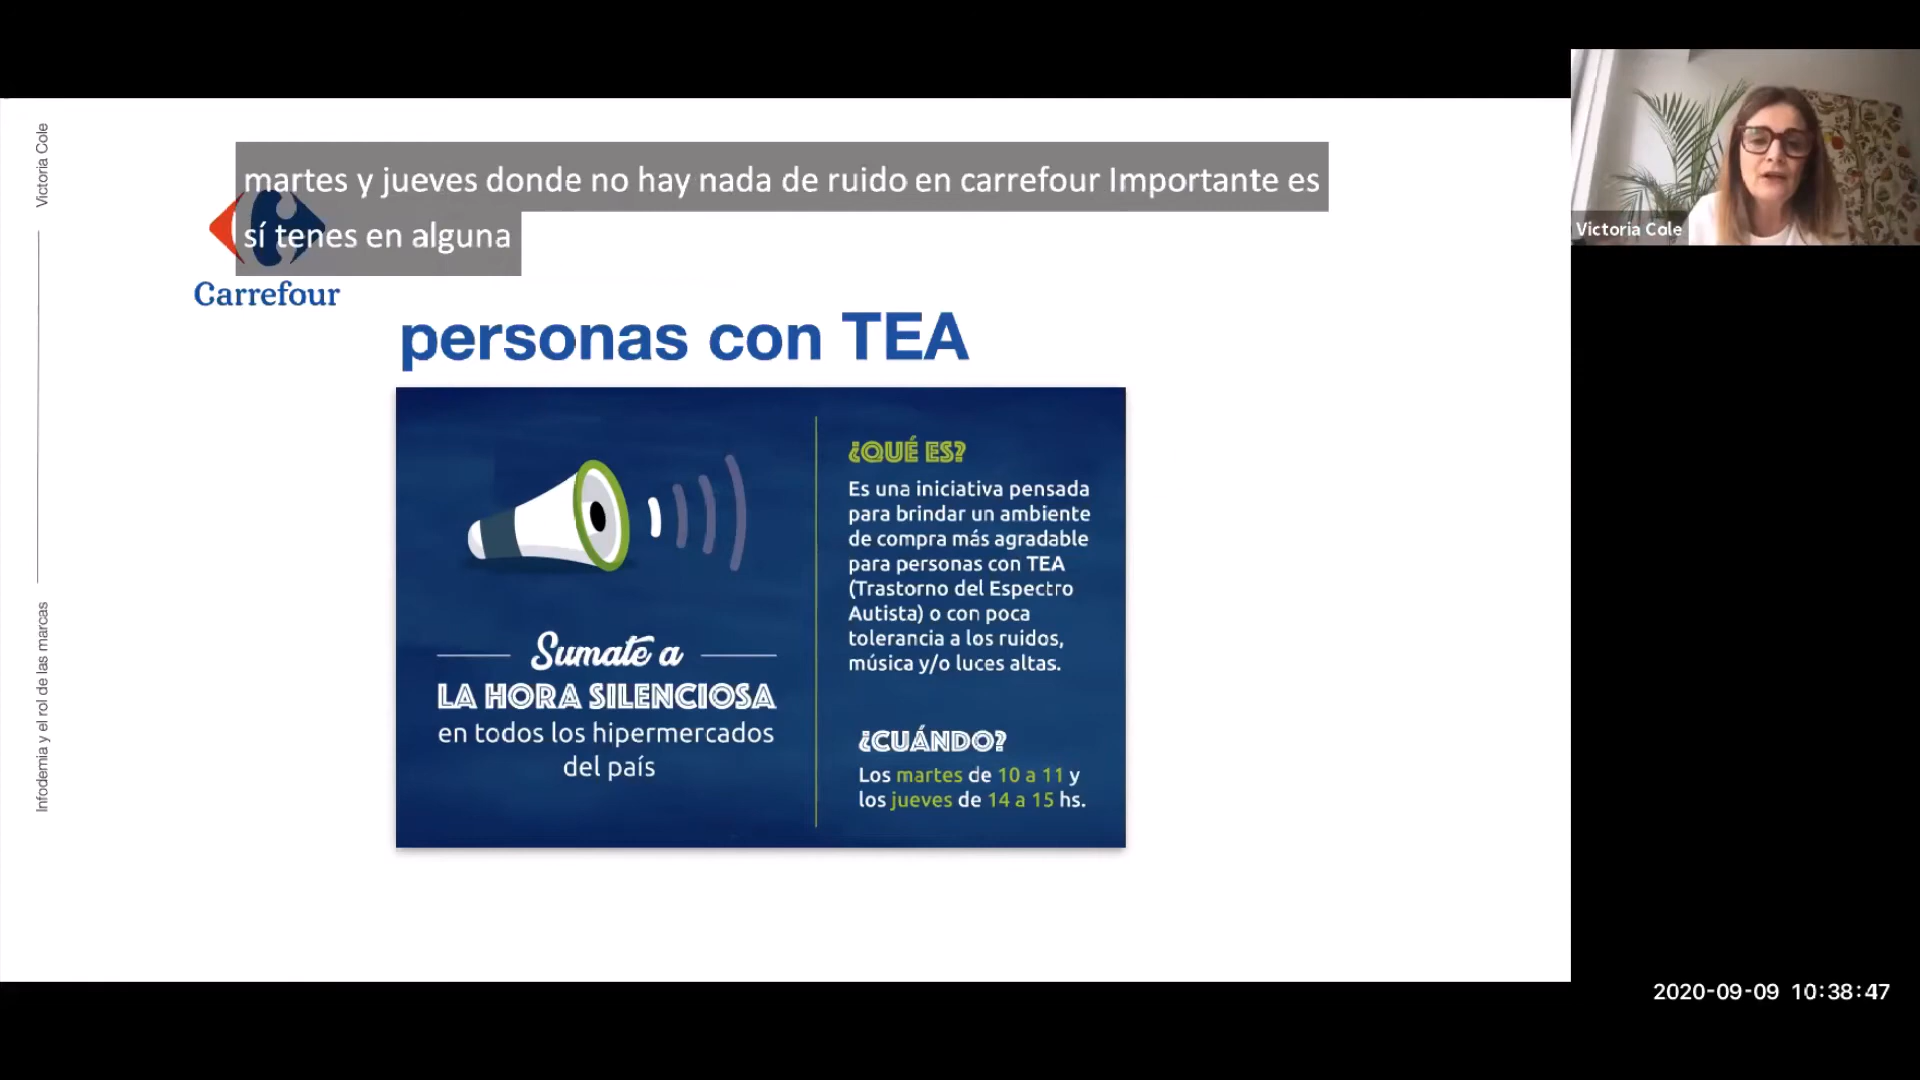 Victoria Cole
Infodemia y el rol de las marcas
martes y jueves donde no hay nada de ruido en carrefour Importante es
sí tenes en alguna
Carrefour
personas con TEA
Sumate a
LA HORA SILENCIOSA
en todos los hipermercados
del país
¿QUÉ ES?
Es una iniciativa pensada
para brindar un ambiente
de compra más agradable
para personas con TEA
(Trastorno del Espectro
Autista) o con poca
tolerancia a los ruidos,
música y/o luces altas.
¿CUÁNDO?
Los martes de 10 a 11 y
los jueves de 14 a 15 hs.
Victoria Cole
2020-09-09 10:38:47